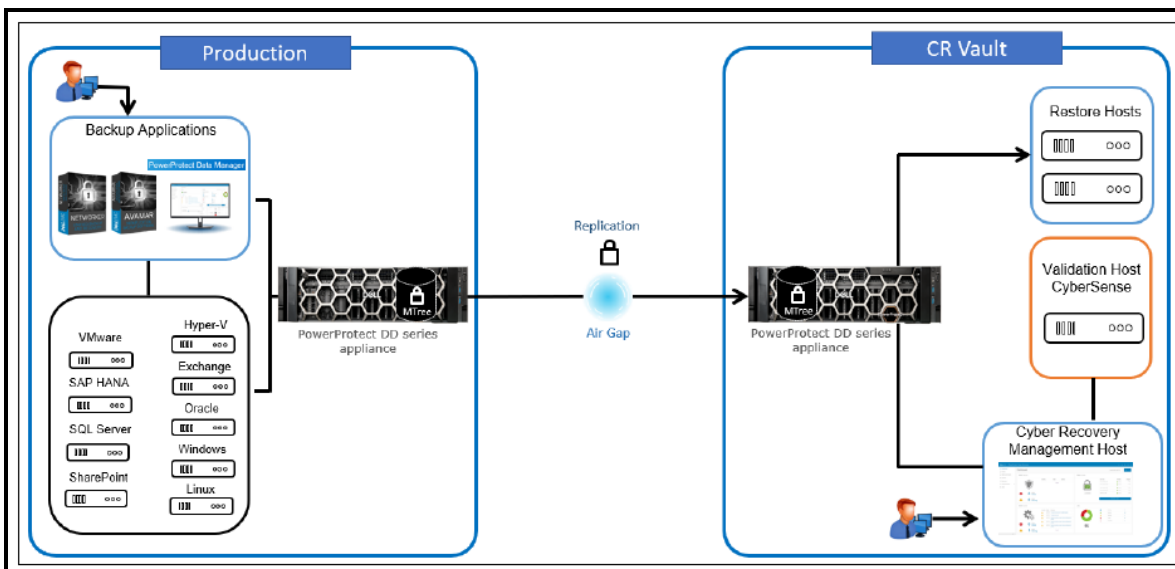 Production
CR Vault
Backup Applications
PowerProtect Data Manager
NETWORKER
AVAMAR
VMware
SAP HANA
SQL Server
SharePoint
Hyper-V
Exchange
Oracle
Windows
Linux
MTree
PowerProtect DD series
appliance
Replication
Air Gap
MTree
PowerProtect DD series
appliance
Restore Hosts
Validation Host
CyberSense
Cyber Recovery
Management Host